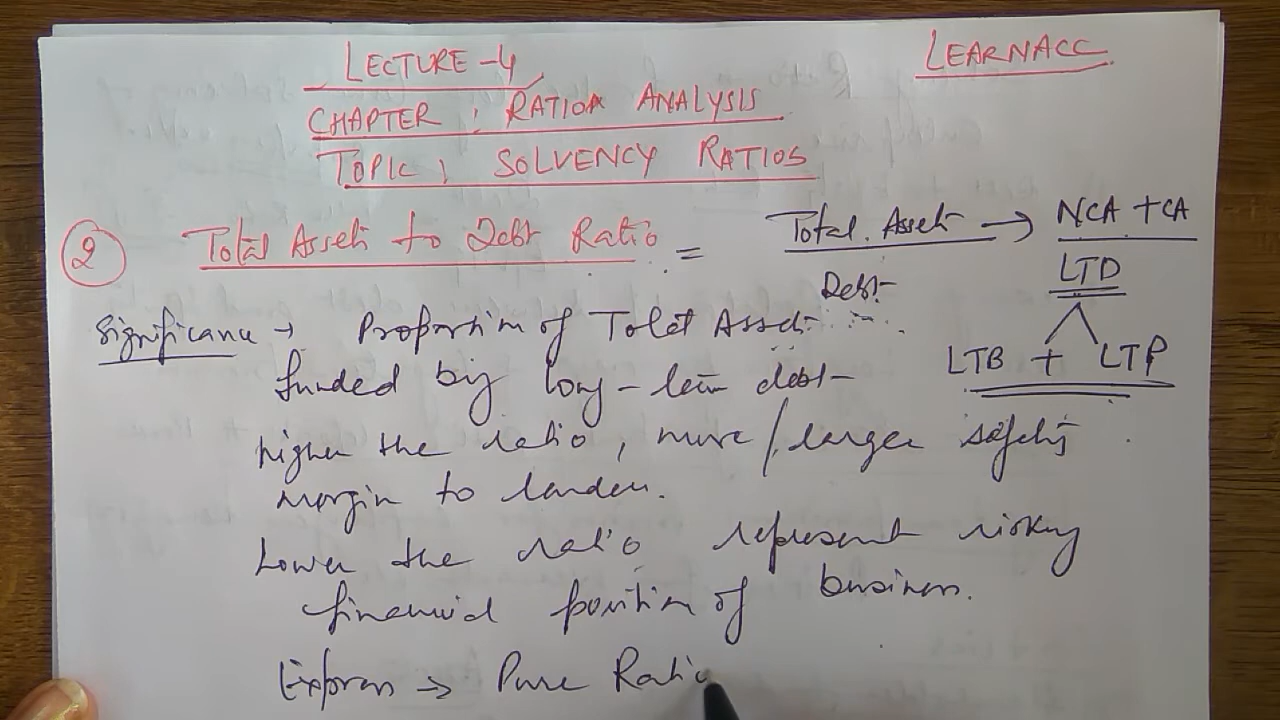 LECTURE-4
LEARNACC
CHAPTER : RATIO ANALYSIS
TOPIC : SOLVENCY RATIOS
2 Total Assets to Debt Ratio = Total Assets → NCA + CA
Debt LTD
LTB + LTP
Significance → Proportion of Total Assets
funded by long-term debt
higher the ratio, more/larger safety
margin to lenders.
Lower the ratio represent risky
financial position of business.
Express → Pure Ratio